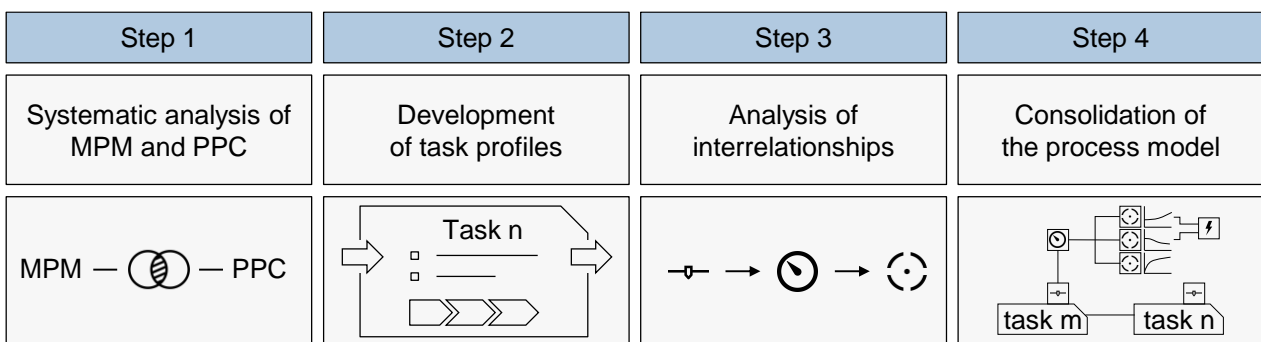 Step 1
Step 2
Step 3
Step 4
Systematic analysis of
MPM and PPC
Development
of task profiles
Analysis of
interrelationships
Consolidation of
the process model
MPM
PPC
Task n
task m
task n